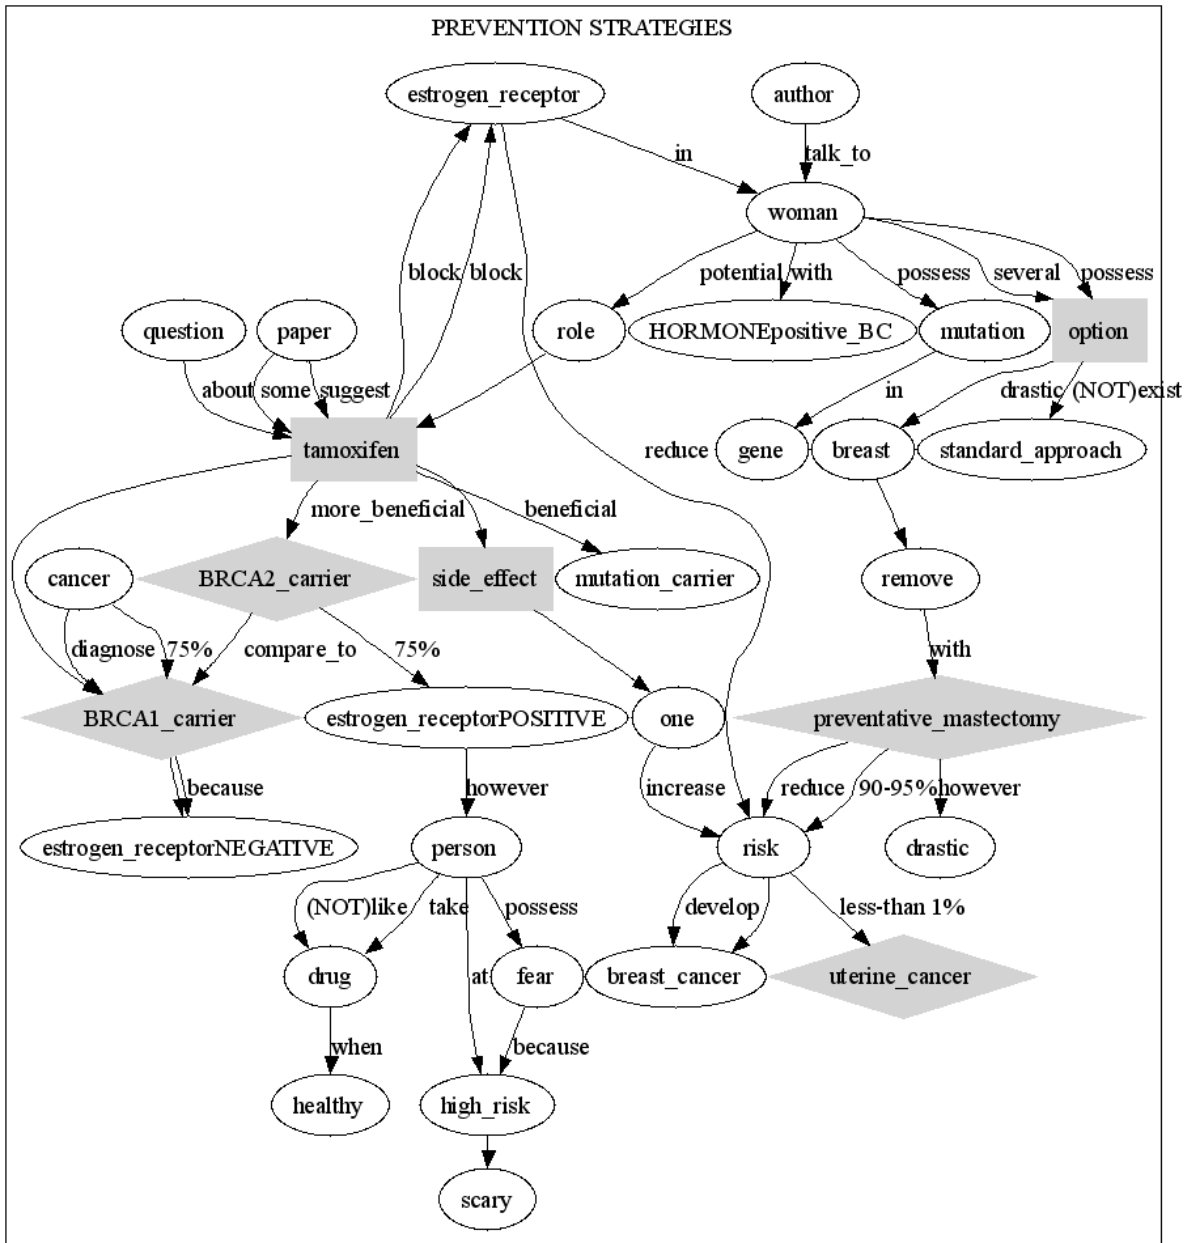 PREVENTION STRATEGIES
estrogen_receptor
author
in
talk_to
woman
block
block
potential
with
possess
several
possess
question
paper
role
HORMONEpositive_BC
mutation
option
about
some
suggest
in
drastic
(NOT)exist
tamoxifen
reduce
gene
breast
standard_approach
more_beneficial
beneficial
cancer
BRCA2_carrier
side_effect
mutation_carrier
remove
diagnose
75%
compare_to
75%
with
BRCA1_carrier
estrogen_receptorPOSITIVE
one
preventative_mastectomy
because
however
increase
reduce
90-95%
however
estrogen_receptorNEGATIVE
person
risk
drastic
(NOT)like
take
possess
develop
less-than 1%
drug
at
fear
breast_cancer
uterine_cancer
when
because
healthy
high_risk
scary